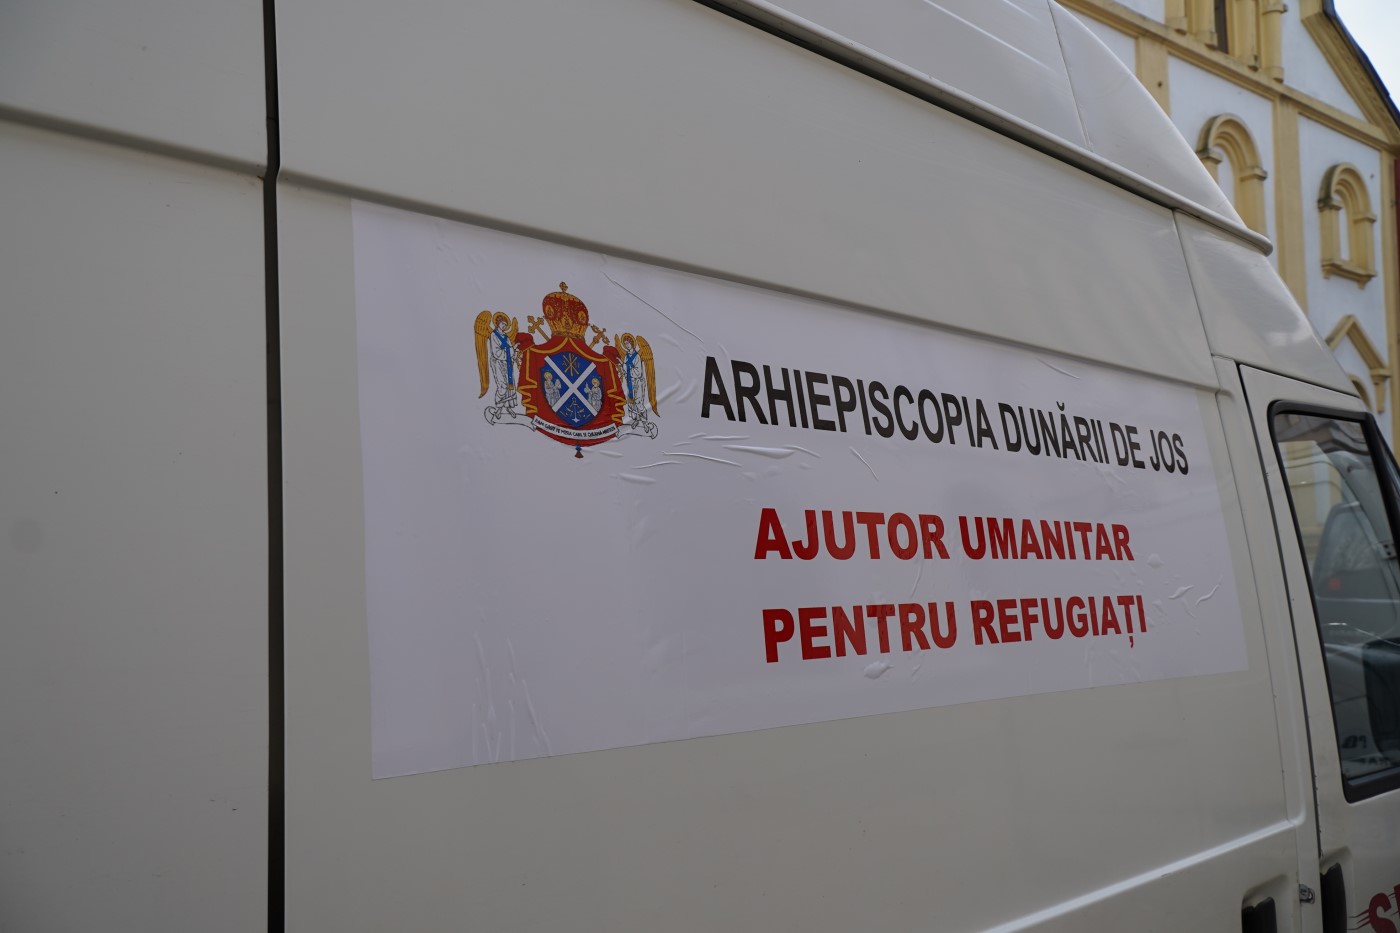 ARHIEPISCOPIA DUNĂRII DE JOS
AJUTOR UMANITAR
PENTRU REFUGIAȚI